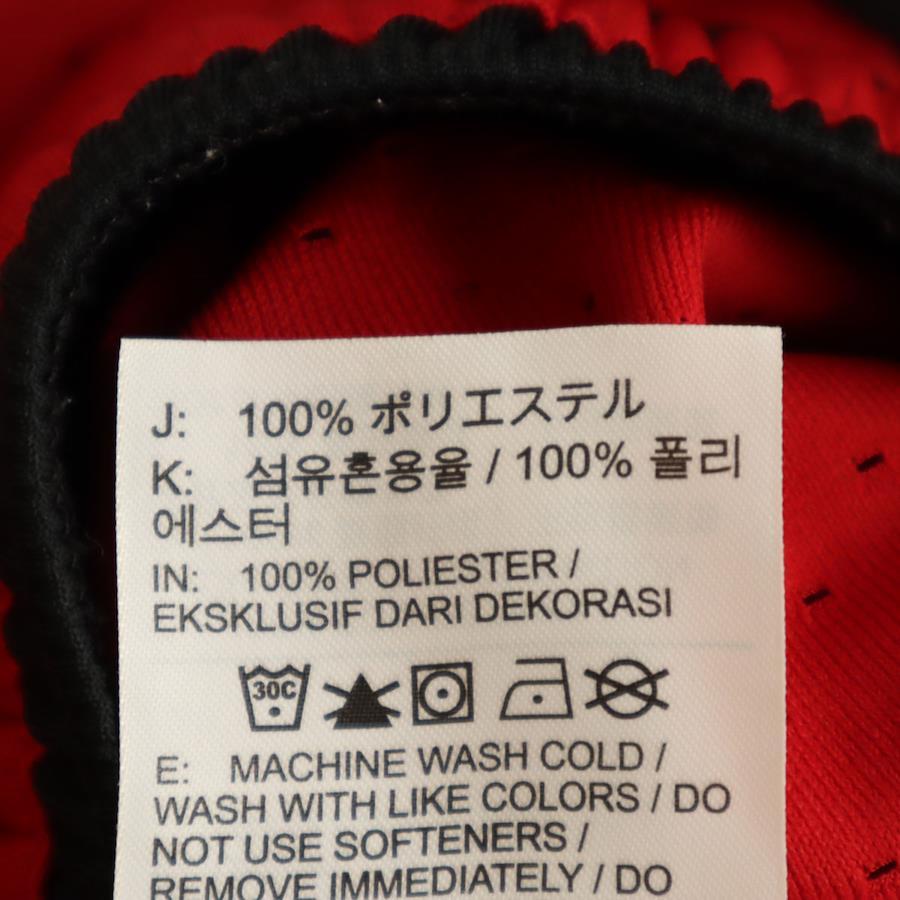 J: 100% ポリエステル
K: 섬유혼용율 / 100% 폴리
에스터
IN: 100% POLIESTER /
EKSKLUSIF DARI DEKORASI
30C
E: MACHINE WASH COLD /
WASH WITH LIKE COLORS / DO
NOT USE SOFTENERS /
REMOVE IMMEDIATELY / DO